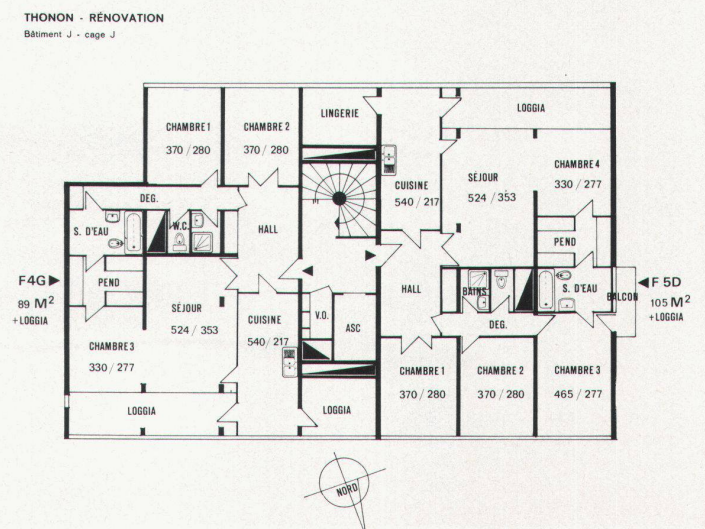 THONON - RÉNOVATION
Bâtiment J - cage J
LINGERIE
LOGGIA
CHAMBRE 1
370 / 280
CHAMBRE 2
370 / 280
CUISINE
540 / 217
SÉJOUR
524 / 353
CHAMBRE 4
330 / 277
DEG.
S. D'EAU
W.C.
HALL
PEND
F4G
89 M2
+LOGGIA
PEND
SÉJOUR
524 / 353
CUISINE
540 / 217
V.O.
ASC
HALL
BAINS
S. D'EAU
BALCON
F 5D
105 M2
+LOGGIA
DEG.
CHAMBRE 3
330 / 277
CHAMBRE 1
370 / 280
CHAMBRE 2
370 / 280
CHAMBRE 3
465 / 277
LOGGIA
LOGGIA
NORD